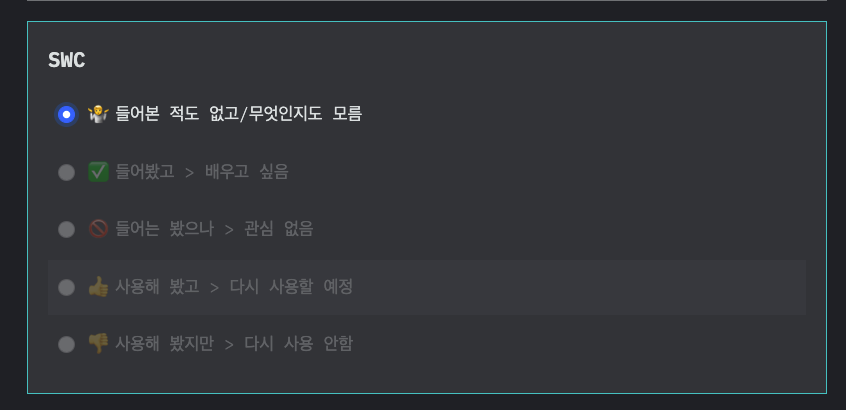 SWC
🤷 들어본 적도 없고/무엇인지도 모름
✅ 들어봤고 > 배우고 싶음
🚫 들어는 봤으나 > 관심 없음
👍 사용해 봤고 > 다시 사용할 예정
👎 사용해 봤지만 > 다시 사용 안함